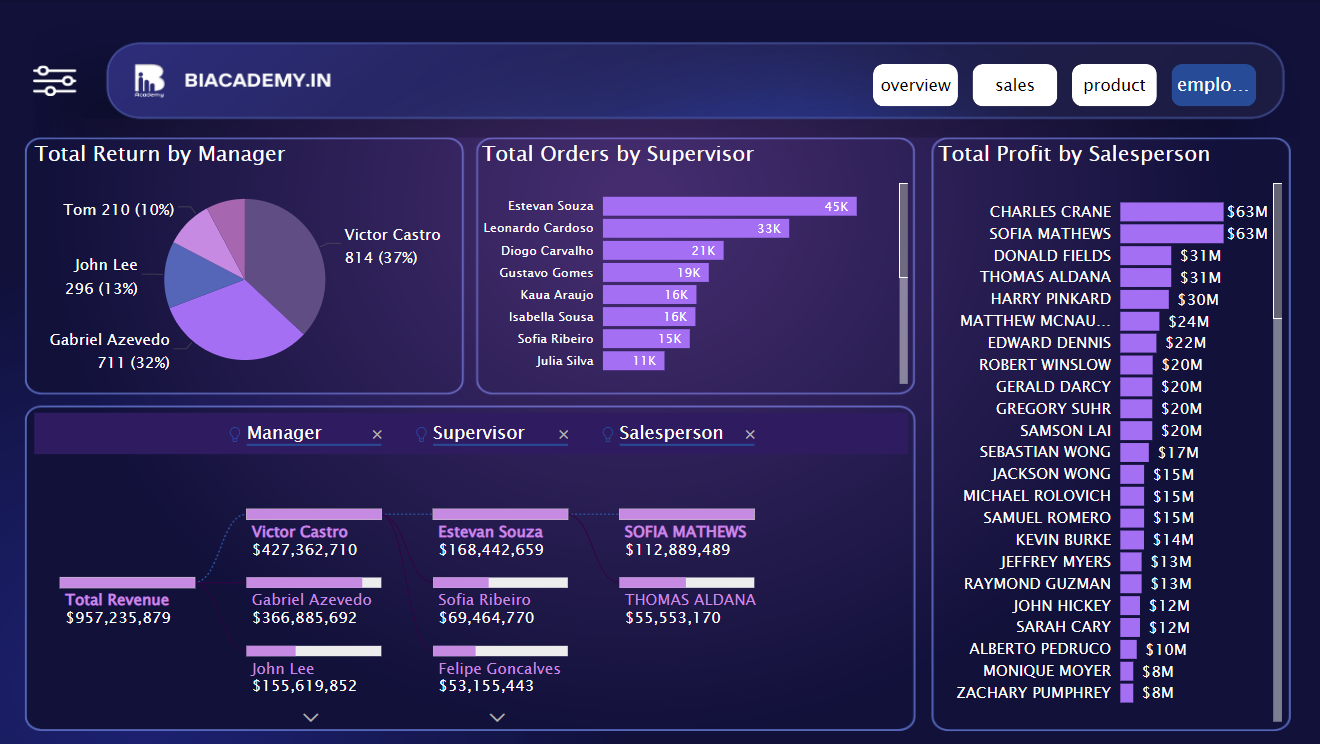 BIACADEMY.IN
Academy
overview
sales
product
emplo...
Total Return by Manager
Tom 210 (10%)
Victor Castro
814 (37%)
John Lee
296 (13%)
Gabriel Azevedo
711 (32%)
Total Orders by Supervisor
Estevan Souza 45K
Leonardo Cardoso 33K
Diogo Carvalho 21K
Gustavo Gomes 19K
Kaua Araujo 16K
Isabella Sousa 16K
Sofia Ribeiro 15K
Julia Silva 11K
Total Profit by Salesperson
CHARLES CRANE $63M
SOFIA MATHEWS $63M
DONALD FIELDS $31M
THOMAS ALDANA $31M
HARRY PINKARD $30M
MATTHEW MCNAU... $24M
EDWARD DENNIS $22M
ROBERT WINSLOW $20M
GERALD DARCY $20M
GREGORY SUHR $20M
SAMSON LAI $20M
SEBASTIAN WONG $17M
JACKSON WONG $15M
MICHAEL ROLOVICH $15M
SAMUEL ROMERO $15M
KEVIN BURKE $14M
JEFFREY MYERS $13M
RAYMOND GUZMAN $13M
JOHN HICKEY $12M
SARAH CARY $12M
ALBERTO PEDRUCO $10M
MONIQUE MOYER $8M
ZACHARY PUMPHREY $8M
Manager
Supervisor
Salesperson
Total Revenue
$957,235,879
Victor Castro
$427,362,710
Gabriel Azevedo
$366,885,692
John Lee
$155,619,852
Estevan Souza
$168,442,659
Sofia Ribeiro
$69,464,770
Felipe Goncalves
$53,155,443
SOFIA MATHEWS
$112,889,489
THOMAS ALDANA
$55,553,170